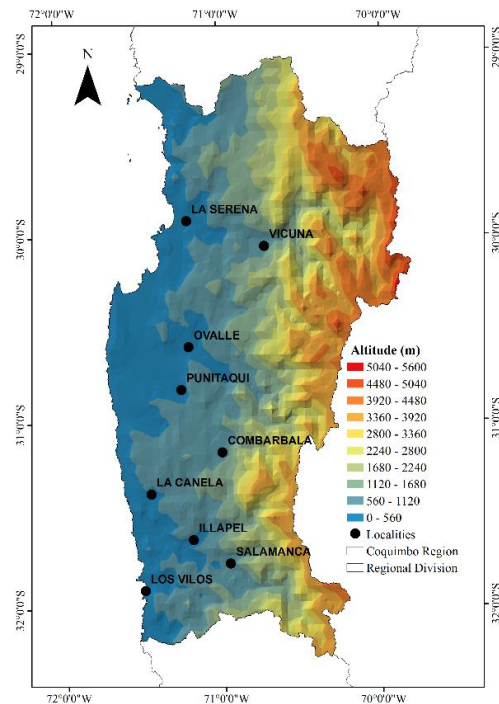 72°0'0"W 71°0'0"W 70°0'0"W
29°0'0"S
29°0'0"S
N
LA SERENA
VICUNA
30°0'0"S
30°0'0"S
OVALLE
PUNITAQUI
COMBARBALA
LA CANELA
ILLAPEL
SALAMANCA
LOS VILOS
31°0'0"S
31°0'0"S
32°0'0"S
32°0'0"S
Altitude (m)
5040 - 5600
4480 - 5040
3920 - 4480
3360 - 3920
2800 - 3360
2240 - 2800
1680 - 2240
1120 - 1680
560 - 1120
0 - 560
Localities
Coquimbo Region
Regional Division
72°0'0"W 71°0'0"W 70°0'0"W